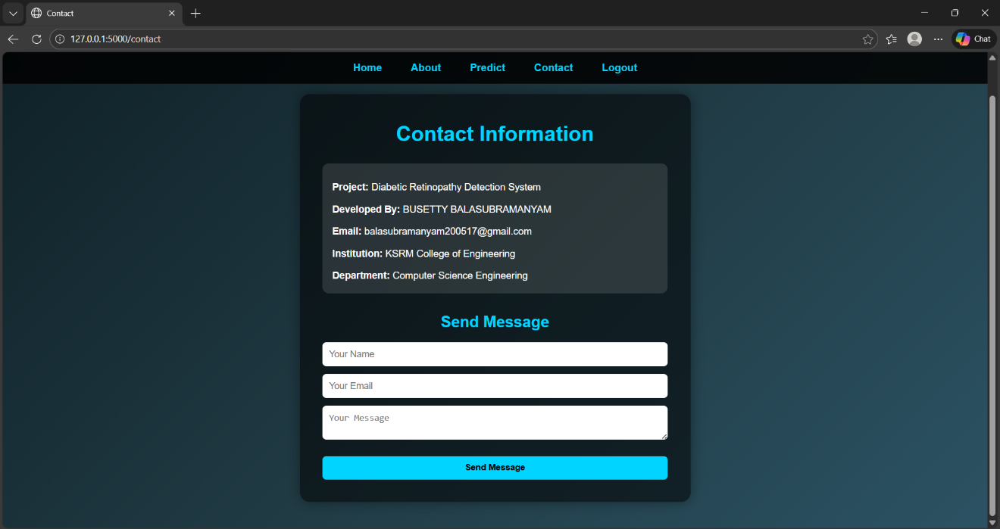 Contact
127.0.0.1:5000/contact
Chat
Home About Predict Contact Logout
Contact Information
Project: Diabetic Retinopathy Detection System
Developed By: BUSETTY BALASUBRAMANYAM
Email: balasubramanyam200517@gmail.com
Institution: KSRM College of Engineering
Department: Computer Science Engineering
Send Message
Your Name
Your Email
Your Message
Send Message